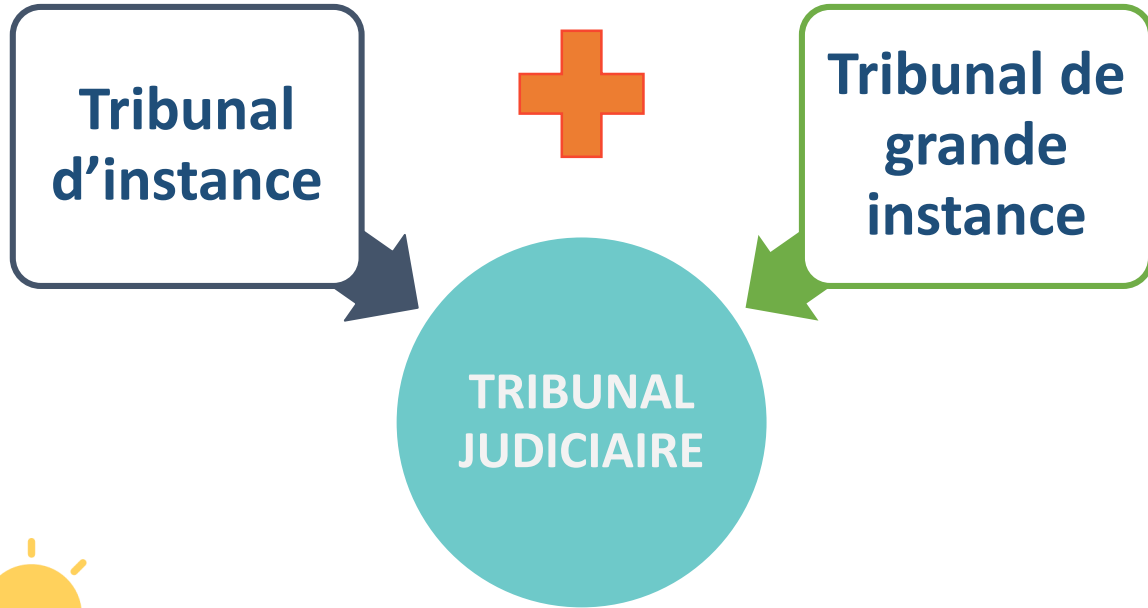 Tribunal
d’instance
Tribunal de
grande
instance
TRIBUNAL
JUDICIAIRE